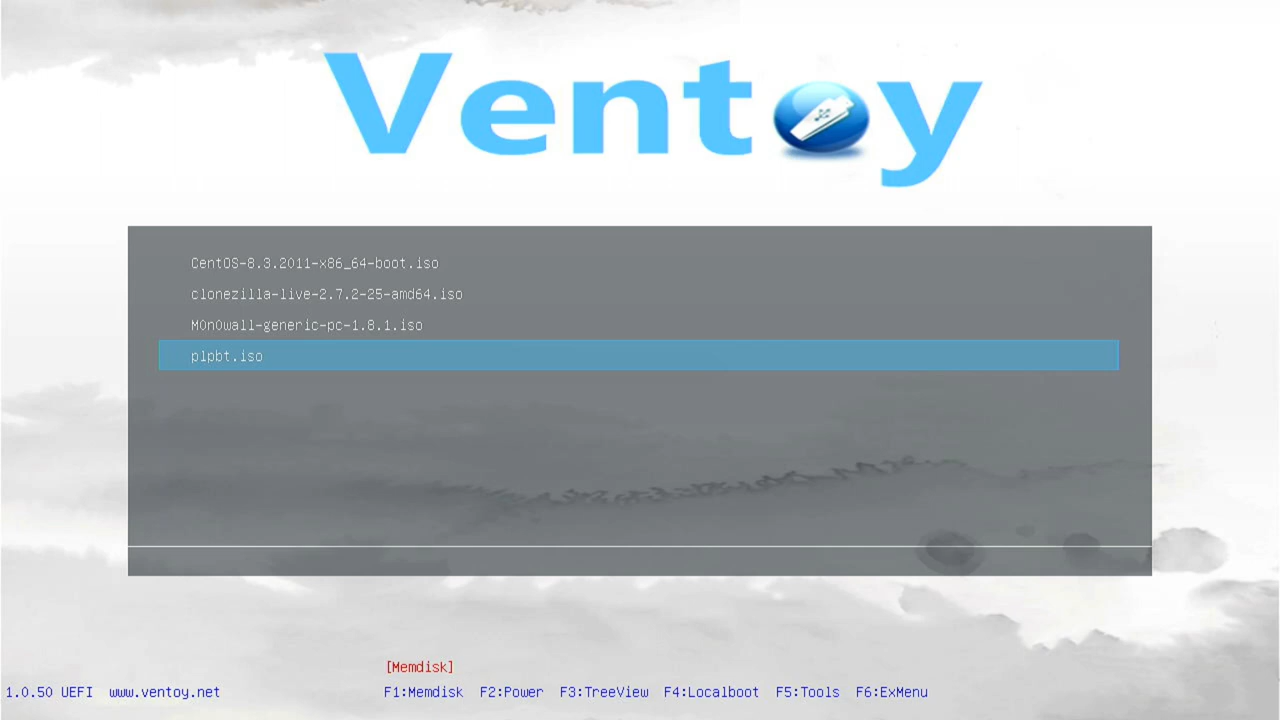 Ventoy
CentOS-8.3.2011-x86_64-boot.iso
clonezilla-live-2.7.2-25-amd64.iso
M0n0wall-generic-pc-1.8.1.iso
plpbt.iso
[Memdisk]
1.0.50 UEFI www.ventoy.net F1:Memdisk F2:Power F3:TreeView F4:Localboot F5:Tools F6:ExMenu